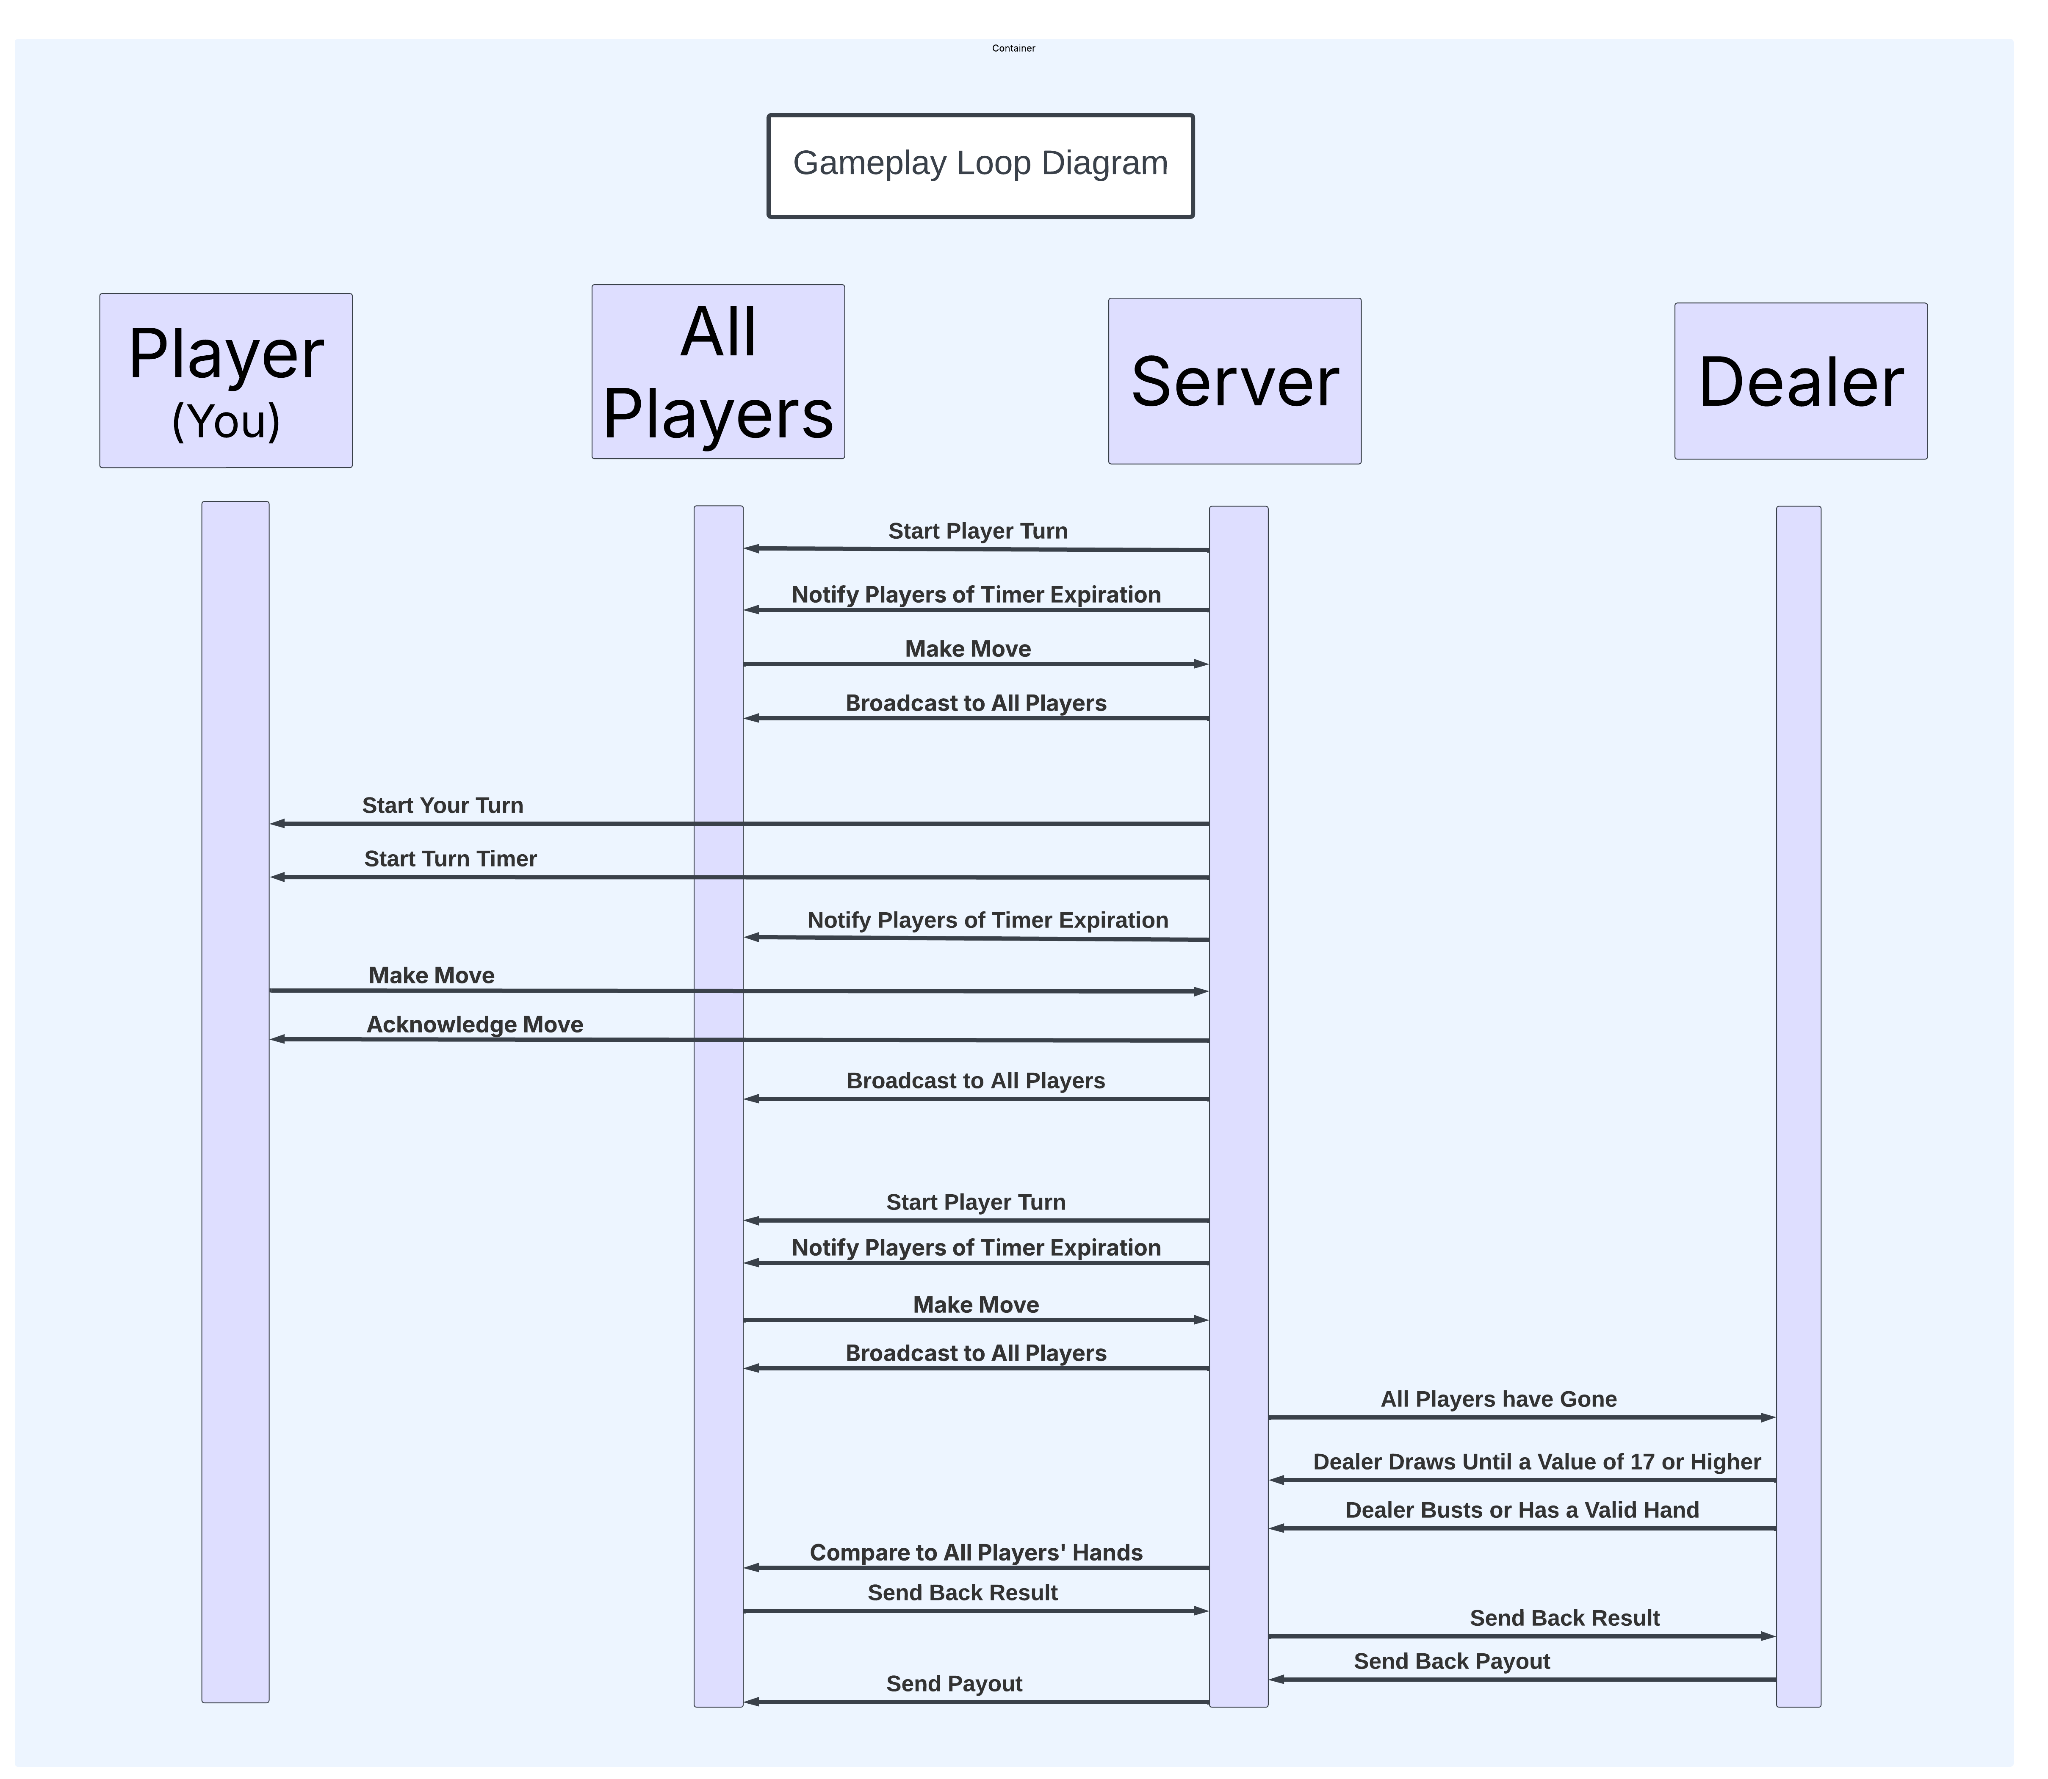 Container
Gameplay Loop Diagram
Player
(You)
All
Players
Server
Dealer
Start Player Turn
Notify Players of Timer Expiration
Make Move
Broadcast to All Players
Start Your Turn
Start Turn Timer
Notify Players of Timer Expiration
Make Move
Acknowledge Move
Broadcast to All Players
Start Player Turn
Notify Players of Timer Expiration
Make Move
Broadcast to All Players
All Players have Gone
Dealer Draws Until a Value of 17 or Higher
Dealer Busts or Has a Valid Hand
Compare to All Players' Hands
Send Back Result
Send Back Result
Send Back Payout
Send Payout